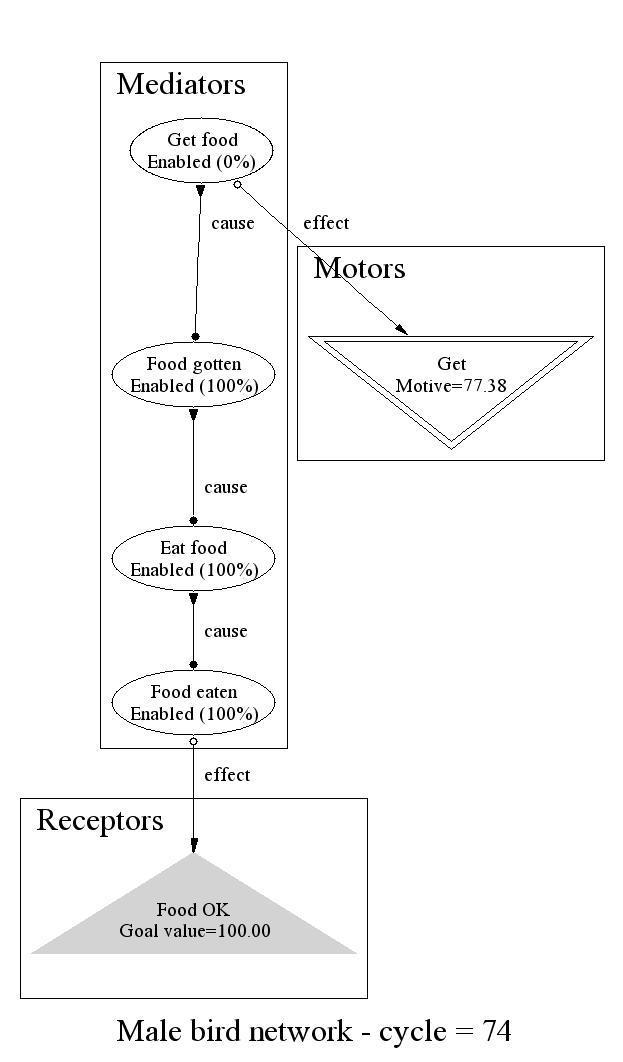 Mediators
Get food
Enabled (0%)
cause
effect
Motors
Food gotten
Enabled (100%)
Get
Motive=77.38
cause
Eat food
Enabled (100%)
cause
Food eaten
Enabled (100%)
effect
Receptors
Food OK
Goal value=100.00
Male bird network - cycle = 74